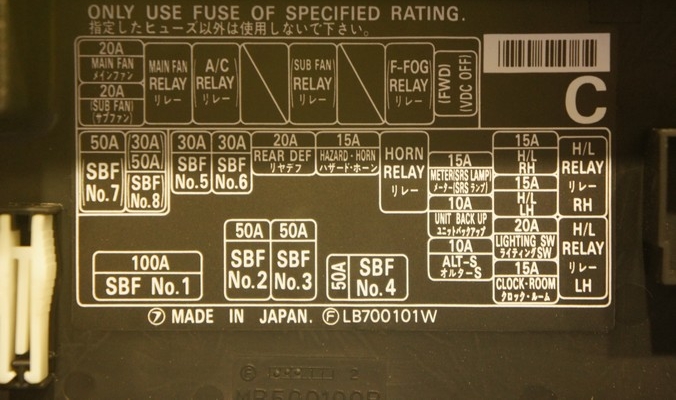 ONLY USE FUSE OF SPECIFIED RATING.
指定したヒューズ以外は使用しないで下さい。
20A
MAIN FAN
メインファン
20A
(SUB FAN)
(サブファン)
MAIN FAN
RELAY
リレー
A/C
RELAY
リレー
SUB FAN
RELAY
リレー
F-FOG
RELAY
リレー
(FWD)
(VDC OFF)
C
50A
SBF
No.7
30A
50A
SBF
No.8
30A
SBF
No.5
30A
SBF
No.6
20A
REAR DEF
リヤデフ
15A
HAZARD・HORN
ハザード・ホーン
HORN
RELAY
リレー
15A
METER(SRS LAMP)
メーター(SRS ランプ)
10A
UNIT BACK UP
ユニットバックアップ
10A
ALT-S
オルターS
15A
H/L
RH
15A
H/L
LH
20A
LIGHTING SW
ライティングSW
15A
CLOCK・ROOM
クロック・ルーム
H/L
RELAY
リレー
RH
H/L
RELAY
リレー
LH
100A
SBF No.1
50A
SBF
No.2
50A
SBF
No.3
50A
SBF
No.4
MADE IN JAPAN. Ⓕ LB700101W